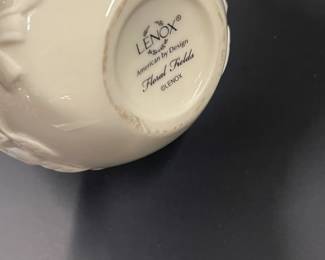 LENOX®
American by Design
Floral Fields
©LENOX